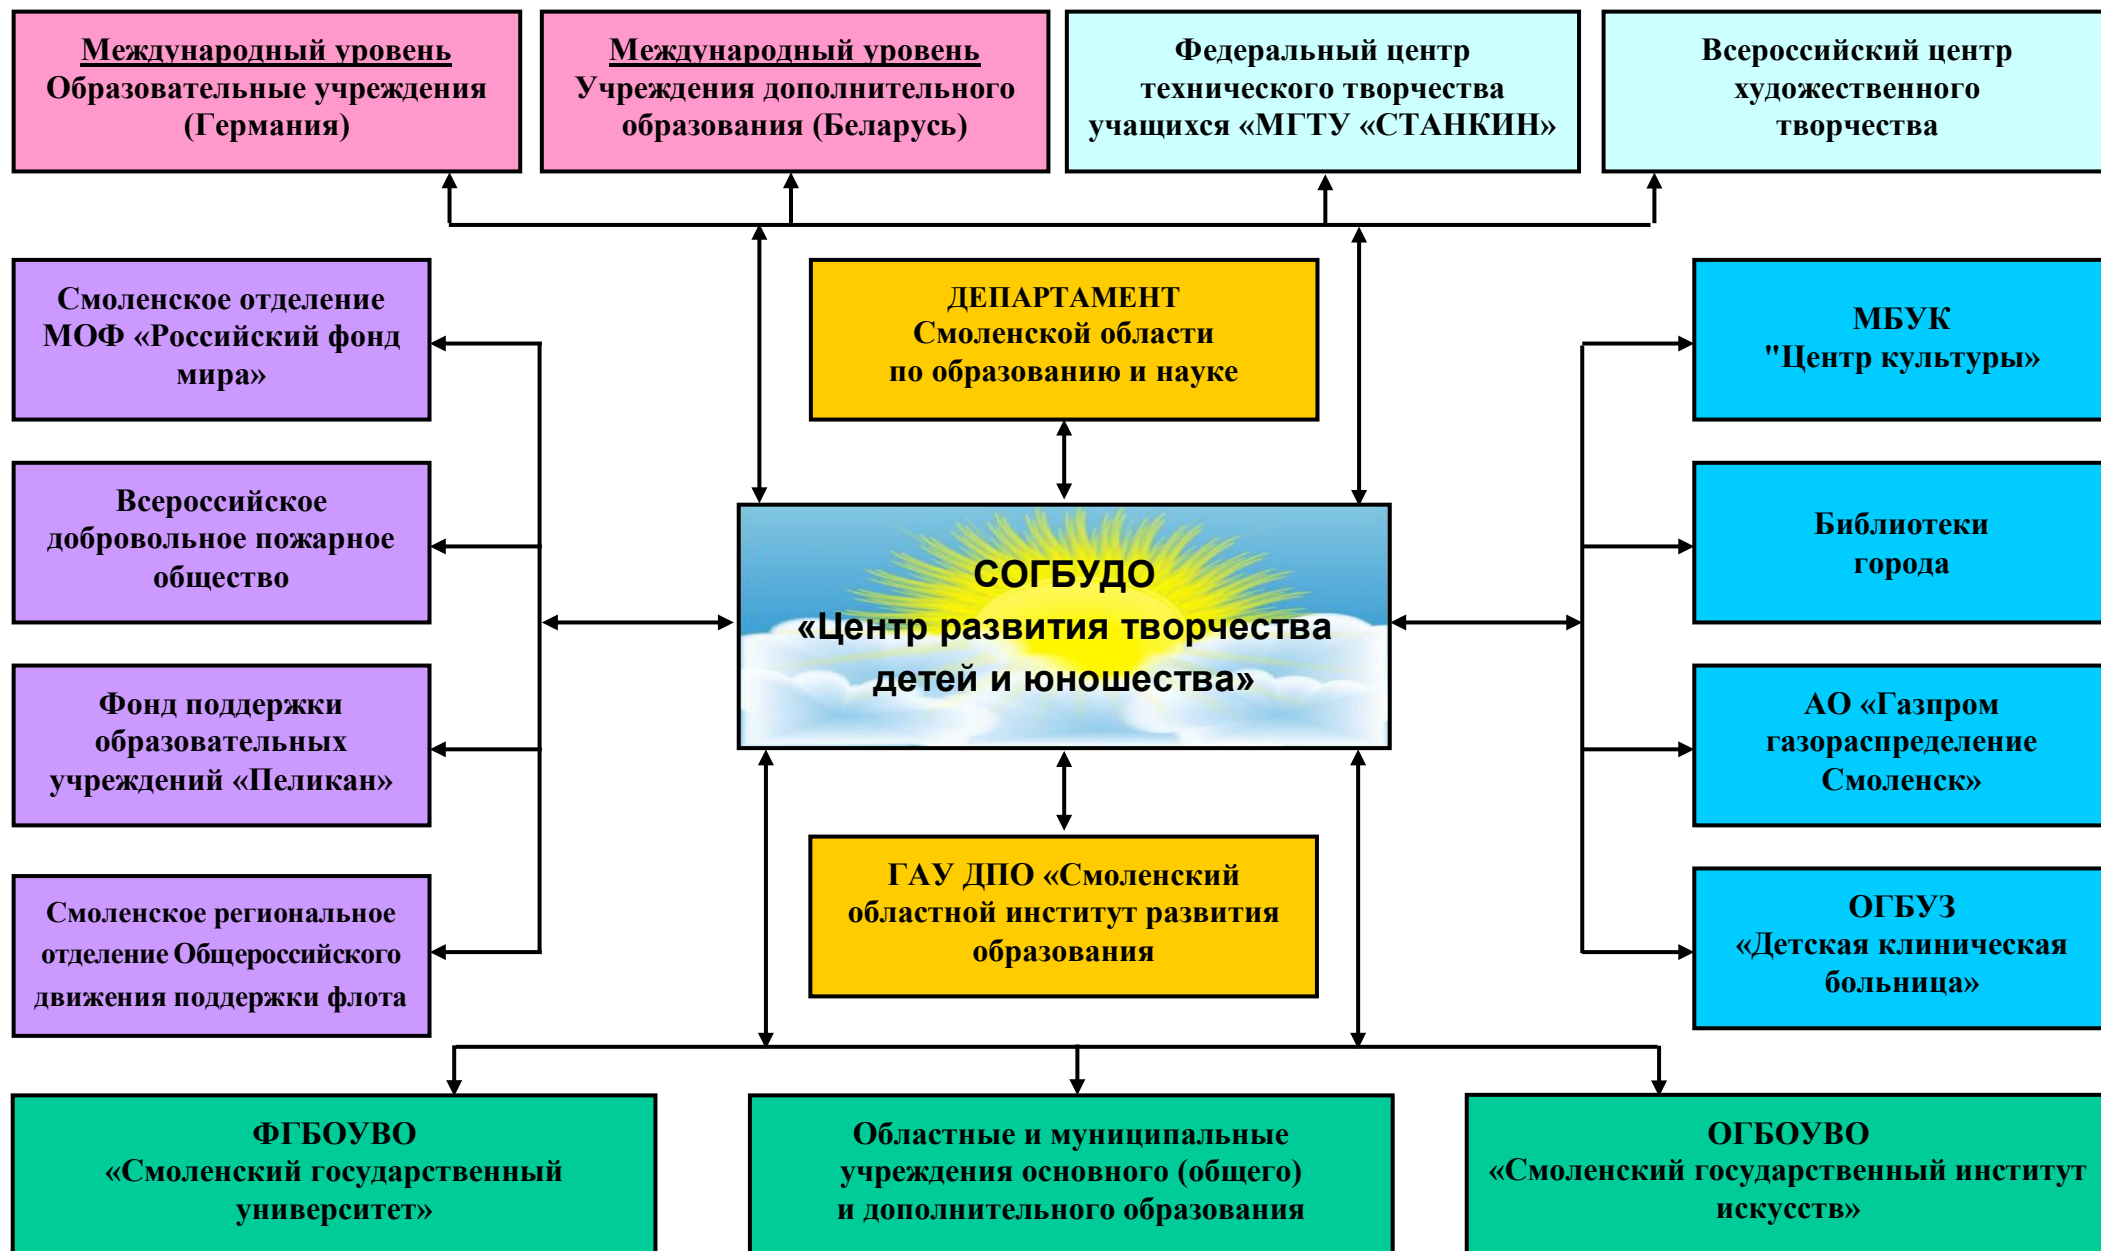 Международный уровень
Образовательные учреждения
(Германия)
Международный уровень
Учреждения дополнительного
образования (Беларусь)
Федеральный центр
технического творчества
учащихся «МГТУ «СТАНКИН»
Всероссийский центр
художественного
творчества
Смоленское отделение
МОФ «Российский фонд
мира»
ДЕПАРТАМЕНТ
Смоленской области
по образованию и науке
МБУК
"Центр культуры»
Всероссийское
добровольное пожарное
общество
Библиотеки
города
СОГБУДО
«Центр развития творчества
детей и юношества»
Фонд поддержки
образовательных
учреждений «Пеликан»
АО «Газпром
газораспределение
Смоленск»
Смоленское региональное
отделение Общероссийского
движения поддержки флота
ГАУ ДПО «Смоленский
областной институт развития
образования
ОГБУЗ
«Детская клиническая
больница»
ФГБОУВО
«Смоленский государственный
университет»
Областные и муниципальные
учреждения основного (общего)
и дополнительного образования
ОГБОУВО
«Смоленский государственный институт
искусств»